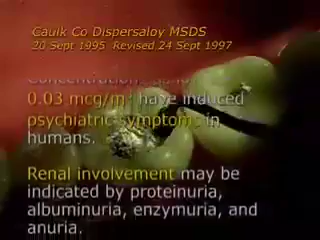 Caulk Co Dispersaloy MSDS
20 Sept 1995 Revised 24 Sept 1997
0.03 mcg/m³ have induced
psychiatric symptoms in
humans.
Renal involvement may be
indicated by proteinuria,
albuminuria, enzymuria, and
anuria.